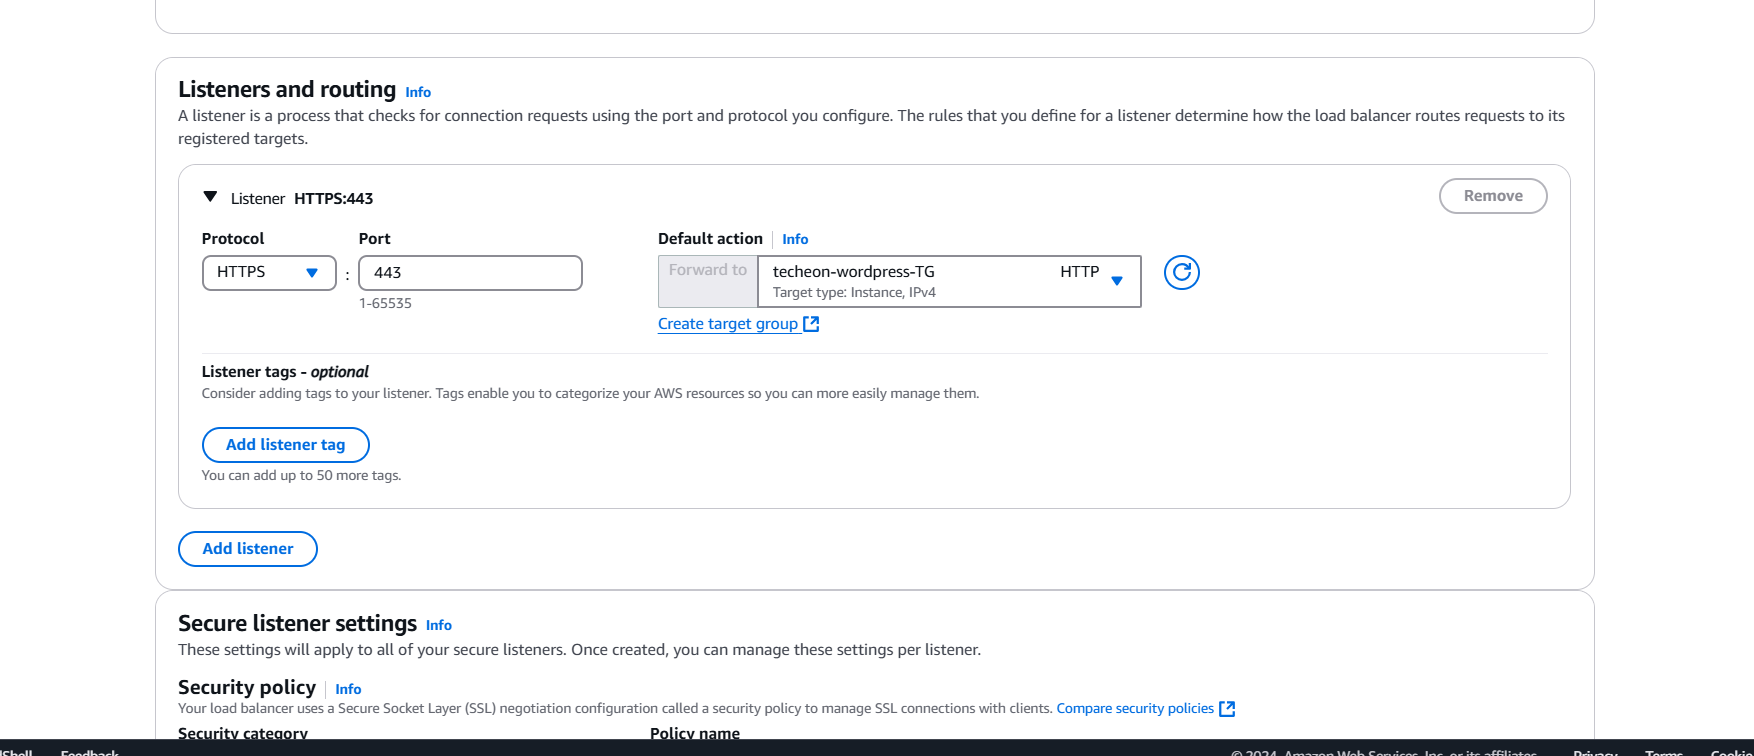 Listeners and routing Info
A listener is a process that checks for connection requests using the port and protocol you configure. The rules that you define for a listener determine how the load balancer routes requests to its
registered targets.
Listener HTTPS:443
Remove
Protocol
Port
Default action Info
HTTPS
:
443
Forward to
techeon-wordpress-TG
HTTP
Target type: Instance, IPv4
1-65535
Create target group
Listener tags - optional
Consider adding tags to your listener. Tags enable you to categorize your AWS resources so you can more easily manage them.
Add listener tag
You can add up to 50 more tags.
Add listener
Secure listener settings Info
These settings will apply to all of your secure listeners. Once created, you can manage these settings per listener.
Security policy Info
Your load balancer uses a Secure Socket Layer (SSL) negotiation configuration called a security policy to manage SSL connections with clients. Compare security policies
Security category
Policy name
Shell Feedback © 2024, Amazon Web Services, Inc. or its affiliates. Privacy Terms Cookie